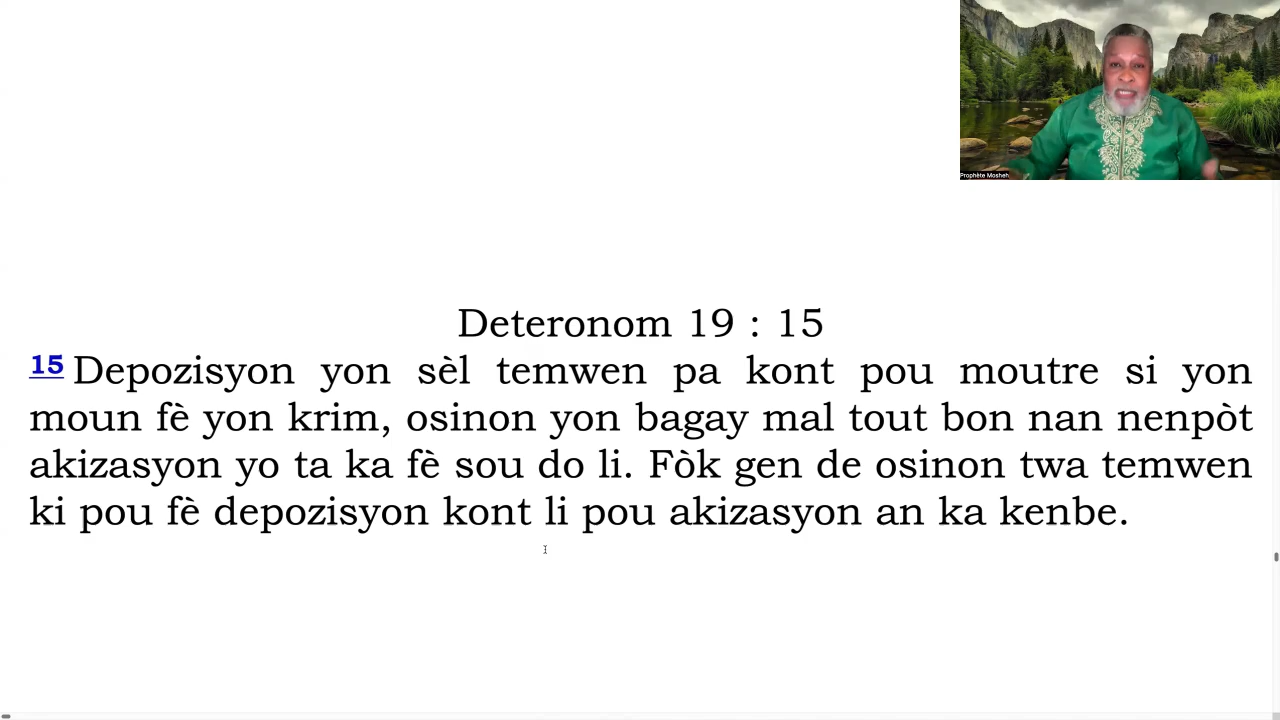 Prophète Mosheh
Deteronom 19 : 15
15 Depozisyon yon sèl temwen pa kont pou moutre si yon
moun fè yon krim, osinon yon bagay mal tout bon nan nenpòt
akizasyon yo ta ka fè sou do li. Fòk gen de osinon twa temwen
ki pou fè depozisyon kont li pou akizasyon an ka kenbe.